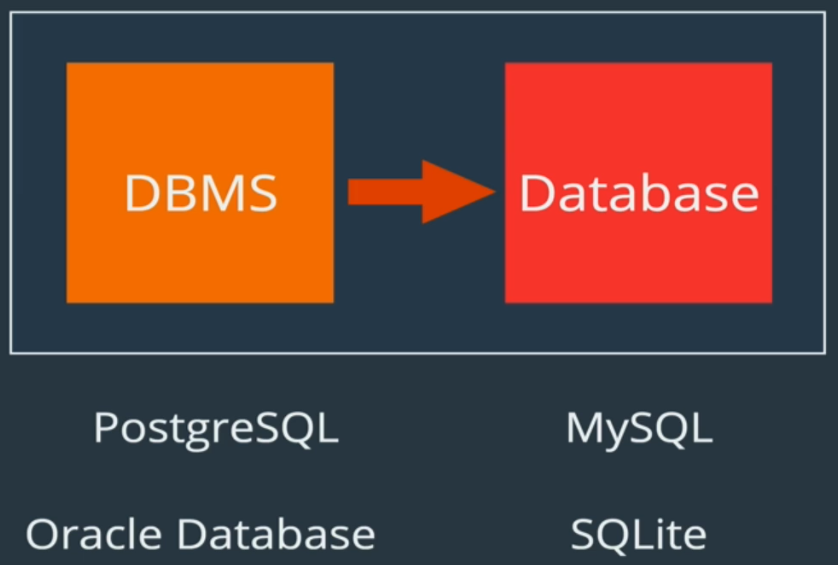 DBMS
Database
PostgreSQL
MySQL
Oracle Database
SQLite